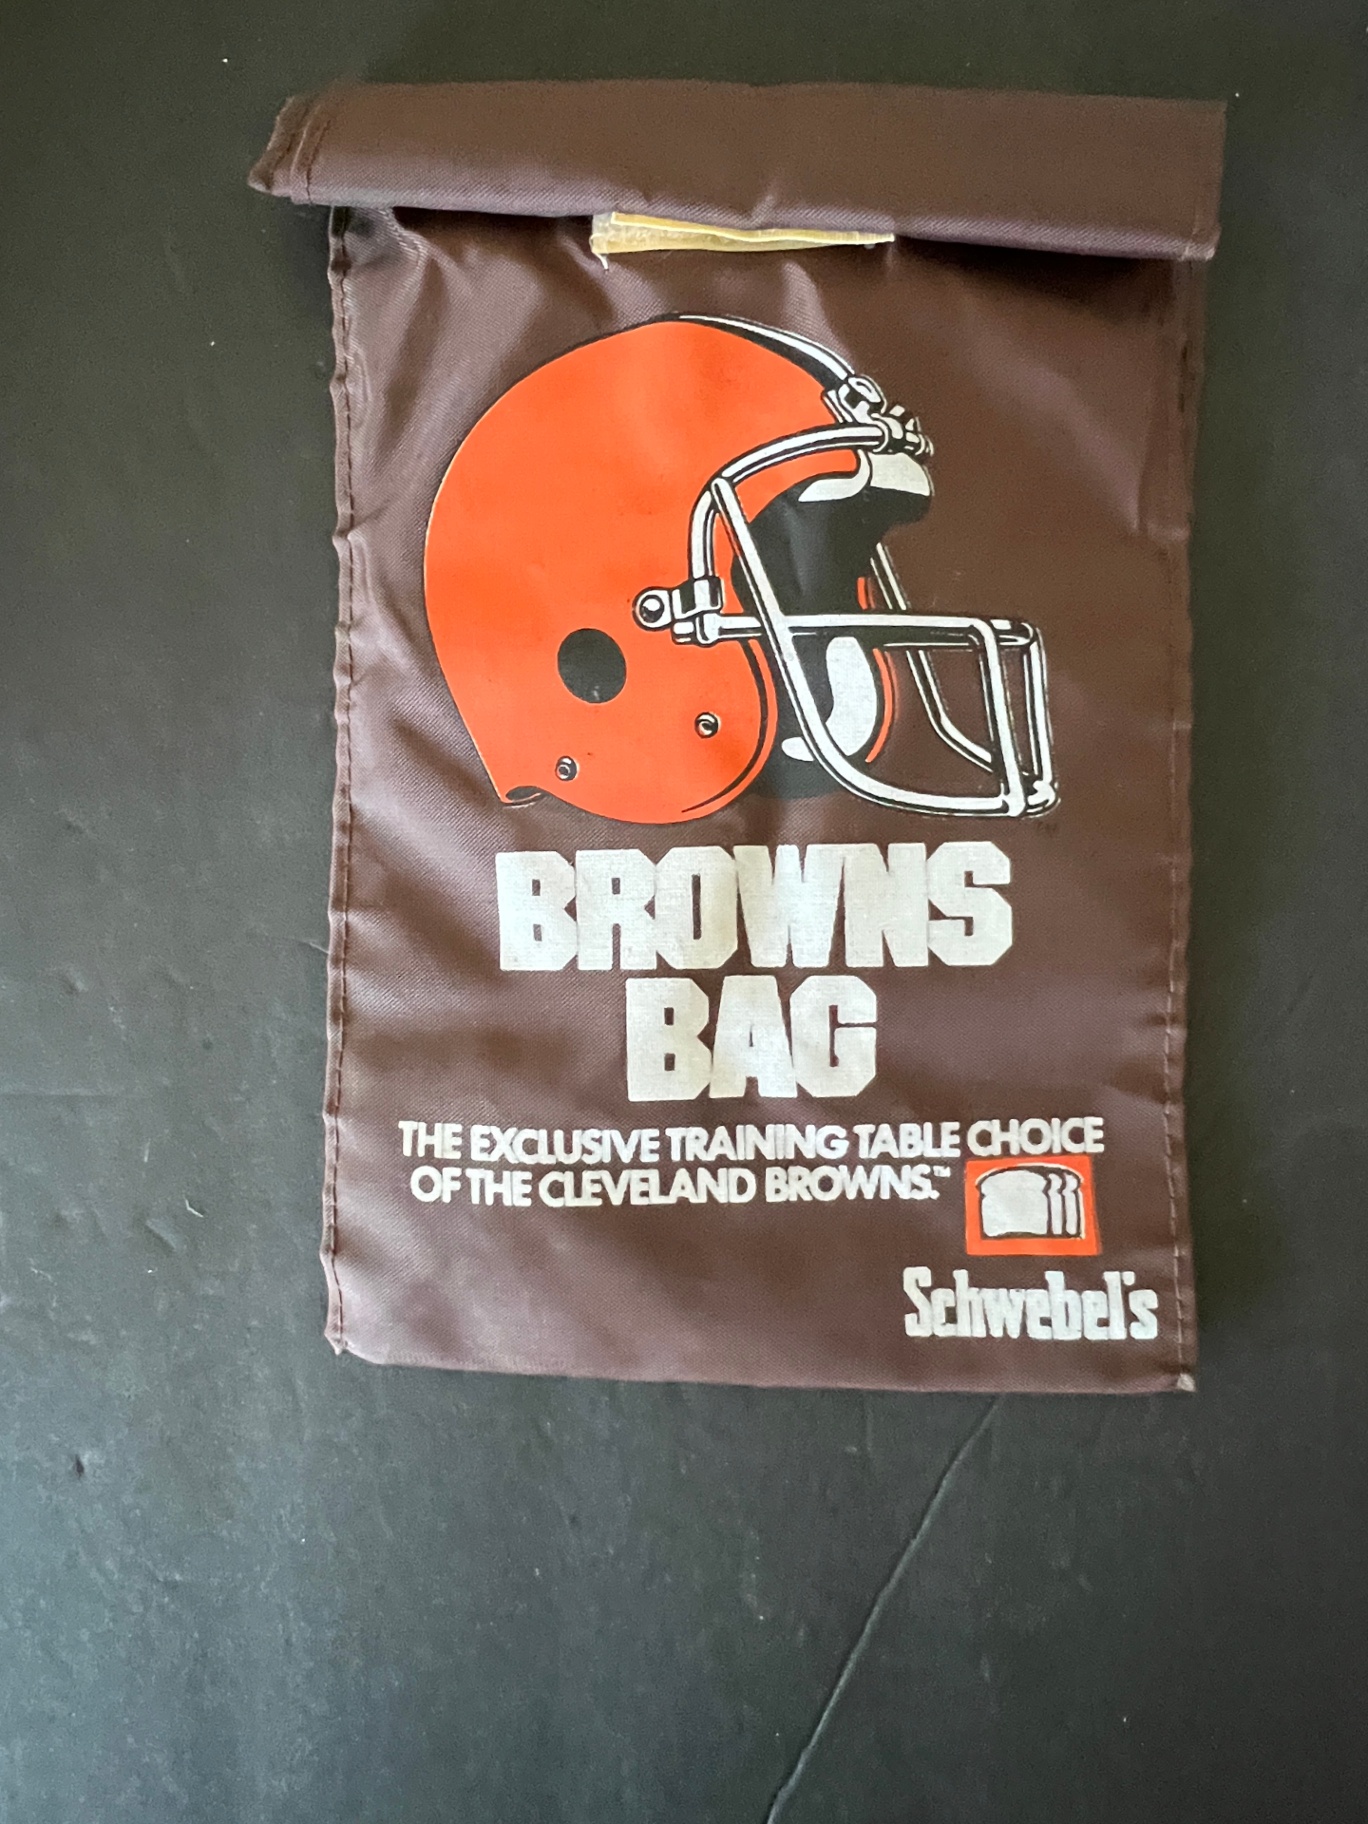 BROWNS
BAG
THE EXCLUSIVE TRAINING TABLE CHOICE
OF THE CLEVELAND BROWNS.™
Schwebel's